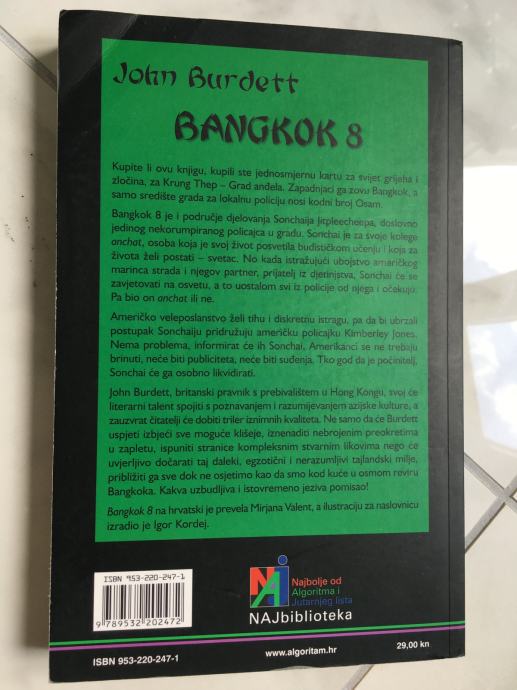 John Burdett
BANGKOK 8
Kupite li ovu knjigu, kupili ste jednosmjernu kartu za svijet grijeha i
zločina, za Krung Thep – Grad anđela. Zapadnjaci ga zovu Bangkok, a
samo središte grada za lokalnu policiju nosi kodni broj Osam.
Bangkok 8 je i područje djelovanja Sonchaija Jitpleecheepa, doslovno
jedinog nekorumpiranog policajca u gradu. Sonchai je za svoje kolege
anchat, osoba koja je svoj život posvetila budističkom učenju i koja za
života želi postati – svetac. No kada istražujući ubojstvo američkog
marinca strada i njegov partner, prijatelj iz djetinjstva, Sonchai će se
zavjetovati na osvetu, a to uostalom svi iz policije od njega i očekuju.
Pa bio on anchat ili ne.
Američko veleposlanstvo želi tihu i diskretnu istragu, pa da bi ubrzali
postupak Sonchaiju pridružuju američku policajku Kimberley Jones.
Nema problema, informirat će ih Sonchai, Amerikanci se ne trebaju
brinuti, neće biti publiciteta, neće biti suđenja. Tko god da je počinitelj,
Sonchai će ga osobno likvidirati.
John Burdett, britanski pravnik s prebivalištem u Hong Kongu, svoj će
literarni talent spojiti s poznavanjem i razumijevanjem azijske kulture, a
zauzvrat čitatelji će dobiti triler iznimnih kvaliteta. Ne samo da će Burdett
uspjeti izbjeći sve moguće klišeje, iznenaditi nebrojenim preokretima
u zapletu, ispuniti stranice kompleksnim stvarnim likovima nego će
uvjerljivo dočarati taj daleki, egzotični i nerazumljivi tajlandski milje,
približiti ga sve dok ne osjetimo kao da smo kod kuće u osmom reviru
Bangkoka. Kakva uzbudljiva i istovremeno jeziva pomisao!
Bangkok 8 na hrvatski je prevela Mirjana Valent, a ilustraciju za naslovnicu
izradio je Igor Kordej.
ISBN 953-220-247-1
9 789532 202472
NAJ
Najbolje od
Algoritma i
Jutarnjeg lista
NAJbiblioteka
ISBN 953-220-247-1
www.algoritam.hr
29,00 kn